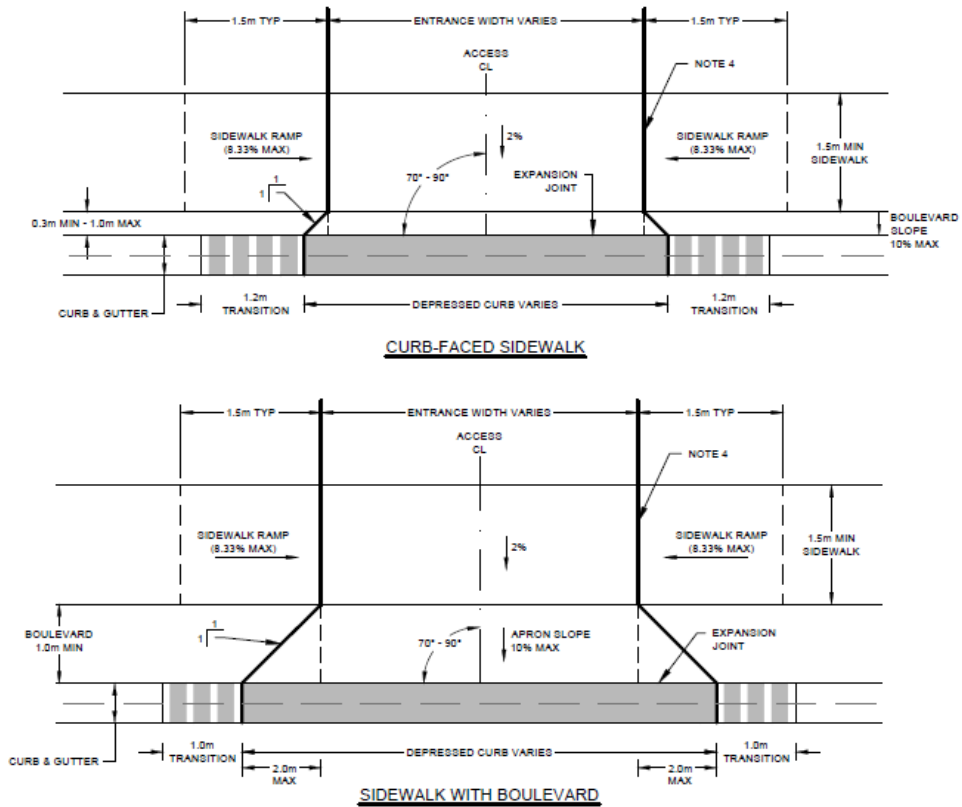 1.5m TYP
ENTRANCE WIDTH VARIES
1.5m TYP
ACCESS
CL
NOTE 4
SIDEWALK RAMP
(8.33% MAX)
2%
SIDEWALK RAMP
(8.33% MAX)
1.5m MIN
SIDEWALK
1
1
70° - 90°
EXPANSION
JOINT
0.3m MIN - 1.0m MAX
BOULEVARD
SLOPE
10% MAX
CURB & GUTTER
1.2m
TRANSITION
DEPRESSED CURB VARIES
1.2m
TRANSITION
CURB-FACED SIDEWALK
1.5m TYP
ENTRANCE WIDTH VARIES
1.5m TYP
ACCESS
CL
NOTE 4
SIDEWALK RAMP
(8.33% MAX)
2%
SIDEWALK RAMP
(8.33% MAX)
1.5m MIN
SIDEWALK
BOULEVARD
1.0m MIN
1
1
70° - 90°
APRON SLOPE
10% MAX
EXPANSION
JOINT
CURB & GUTTER
1.0m
TRANSITION
DEPRESSED CURB VARIES
1.0m
TRANSITION
2.0m
MAX
2.0m
MAX
SIDEWALK WITH BOULEVARD